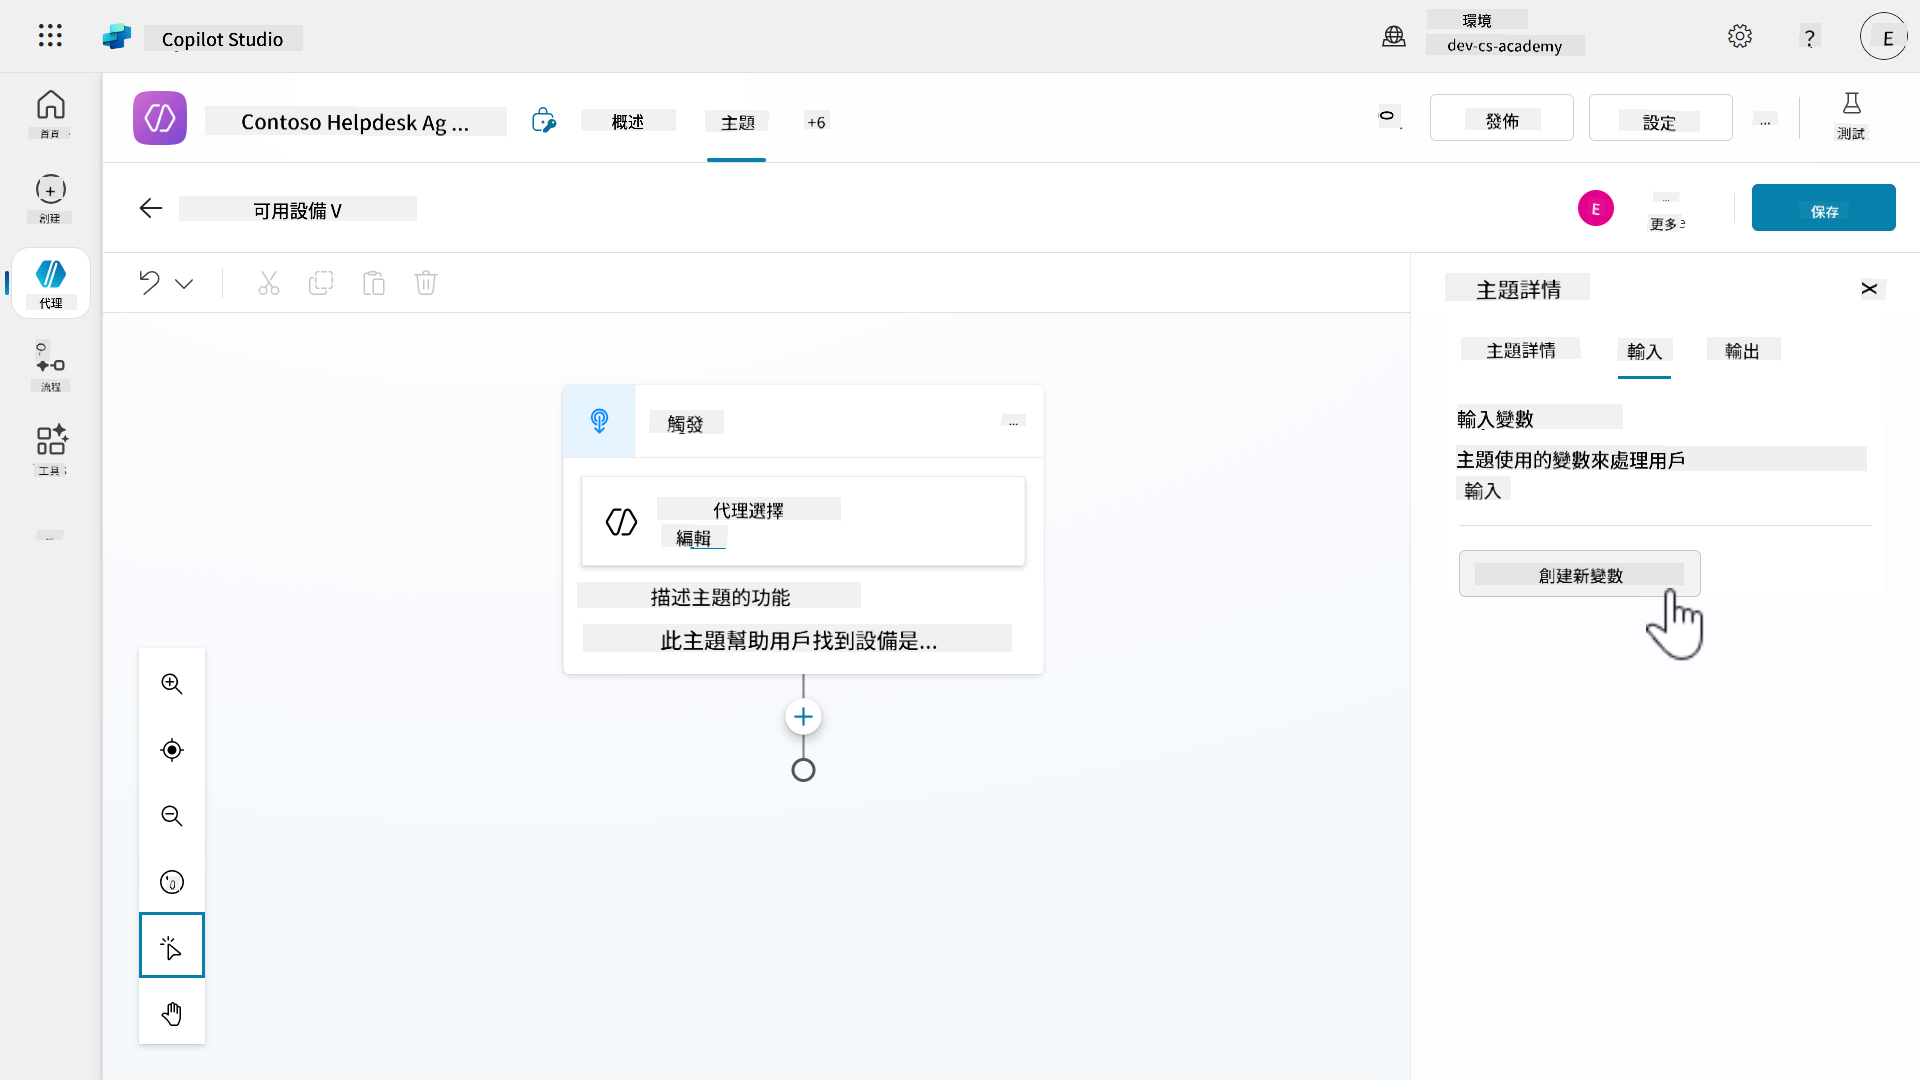 Copilot Studio
環境
dev-cs-academy
?
E
首頁
創建
代理
流程
工具
...
Contoso Helpdesk Ag ...
概述
主題
+6
發佈
設定
...
測試
可用設備 V
E
...
更多
保存
觸發
...
代理選擇
編輯
描述主題的功能
此主題幫助用戶找到設備是...
主題詳情
主題詳情
輸入
輸出
輸入變數
主題使用的變數來處理用戶
輸入
創建新變數